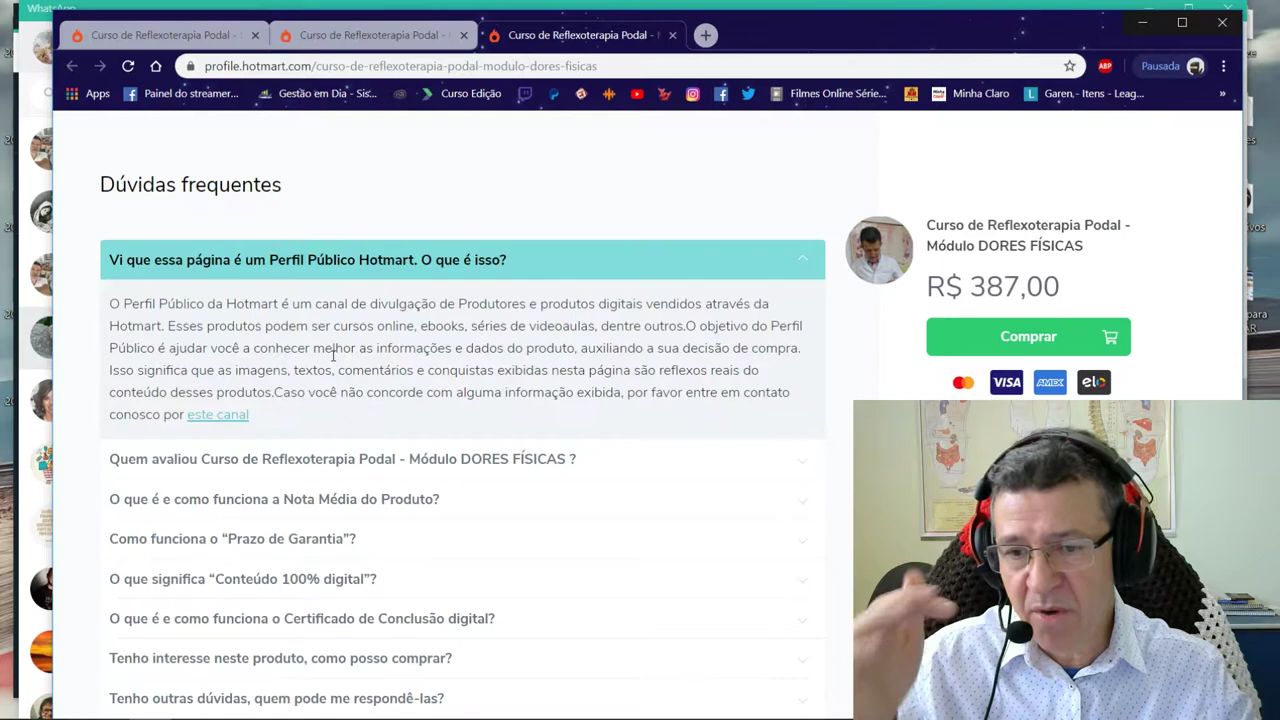 WhatsApp
Curso de Reflexoterapia Podal -
Curso de Reflexoterapia Podal -
Curso de Reflexoterapia Podal -
profile.hotmart.com/curso-de-reflexoterapia-podal-modulo-dores-fisicas
ABP
Pausada
Apps
Painel do streamer...
Gestão em Dia - Sis...
Curso Edição
Filmes Online Série...
Minha Claro
Garen - Itens - Leag...
»
Dúvidas frequentes
Vi que essa página é um Perfil Público Hotmart. O que é isso?
O Perfil Público da Hotmart é um canal de divulgação de Produtores e produtos digitais vendidos através da
Hotmart. Esses produtos podem ser cursos online, ebooks, séries de videoaulas, dentre outros.O objetivo do Perfil
Público é ajudar você a conhecer melhor as informações e dados do produto, auxiliando a sua decisão de compra.
Isso significa que as imagens, textos, comentários e conquistas exibidas nesta página são reflexos reais do
conteúdo desses produtos.Caso você não concorde com alguma informação exibida, por favor entre em contato
conosco por este canal
Quem avaliou Curso de Reflexoterapia Podal - Módulo DORES FÍSICAS ?
O que é e como funciona a Nota Média do Produto?
Como funciona o “Prazo de Garantia”?
O que significa “Conteúdo 100% digital”?
O que é e como funciona o Certificado de Conclusão digital?
Tenho interesse neste produto, como posso comprar?
Tenho outras dúvidas, quem pode me respondê-las?
Curso de Reflexoterapia Podal -
Módulo DORES FÍSICAS
R$ 387,00
Comprar
VISA
AMEX
elo